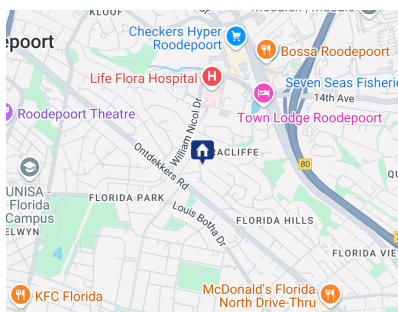 KLOOF
Checkers Hyper
Roodepoort
epoort
Bossa Roodepoort
Life Flora Hospital
H
Seven Seas Fisherie
14th Ave
Roodepoort Theatre
Town Lodge Roodepoort
William Nicol Dr
Ontdekkers Rd
RACLIFFE
80
UNISA -
Florida
Campus
FLORIDA PARK
Louis Botha Dr
FLORIDA HILLS
ELWYN
FLORIDA VIE
KFC Florida
McDonald's Florida
North Drive-Thru